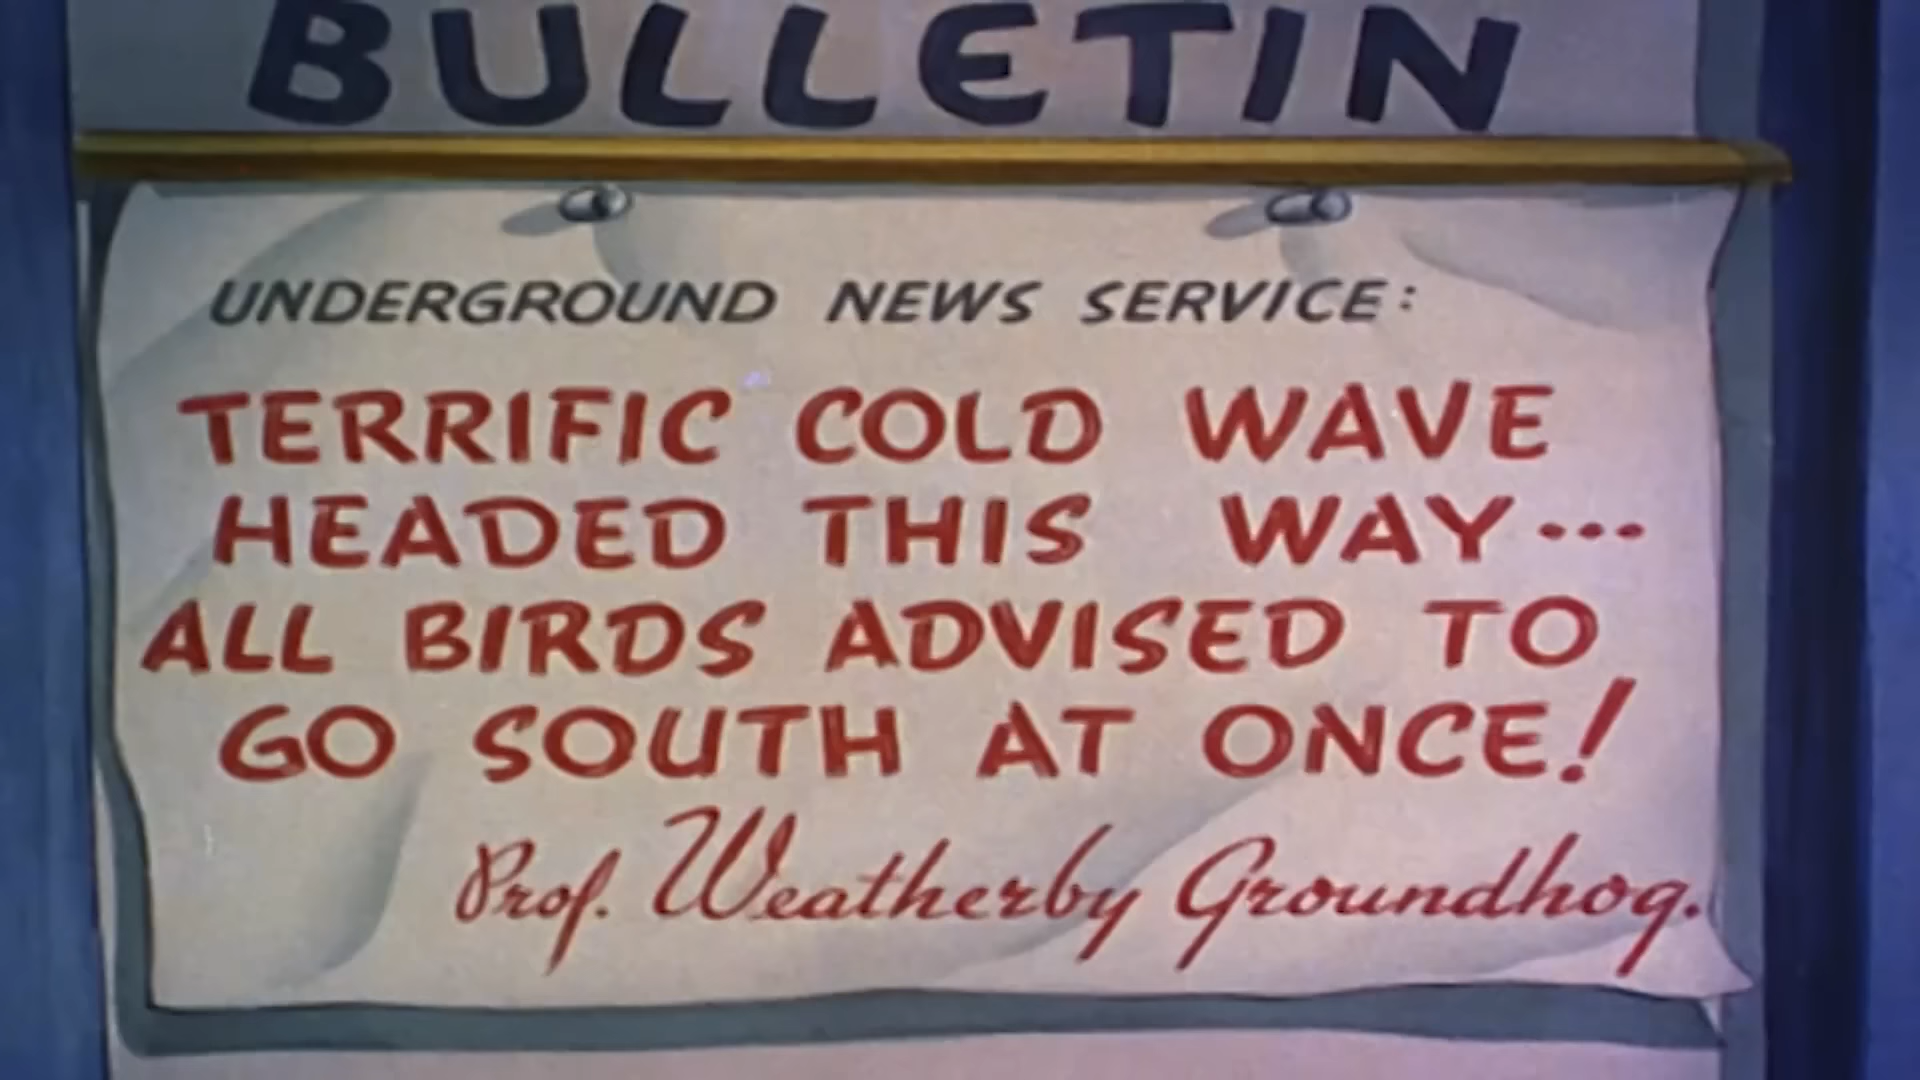 BULLETIN
UNDERGROUND NEWS SERVICE:
TERRIFIC COLD WAVE
HEADED THIS WAY...
ALL BIRDS ADVISED TO
GO SOUTH AT ONCE!
Prof. Weatherby Groundhog.